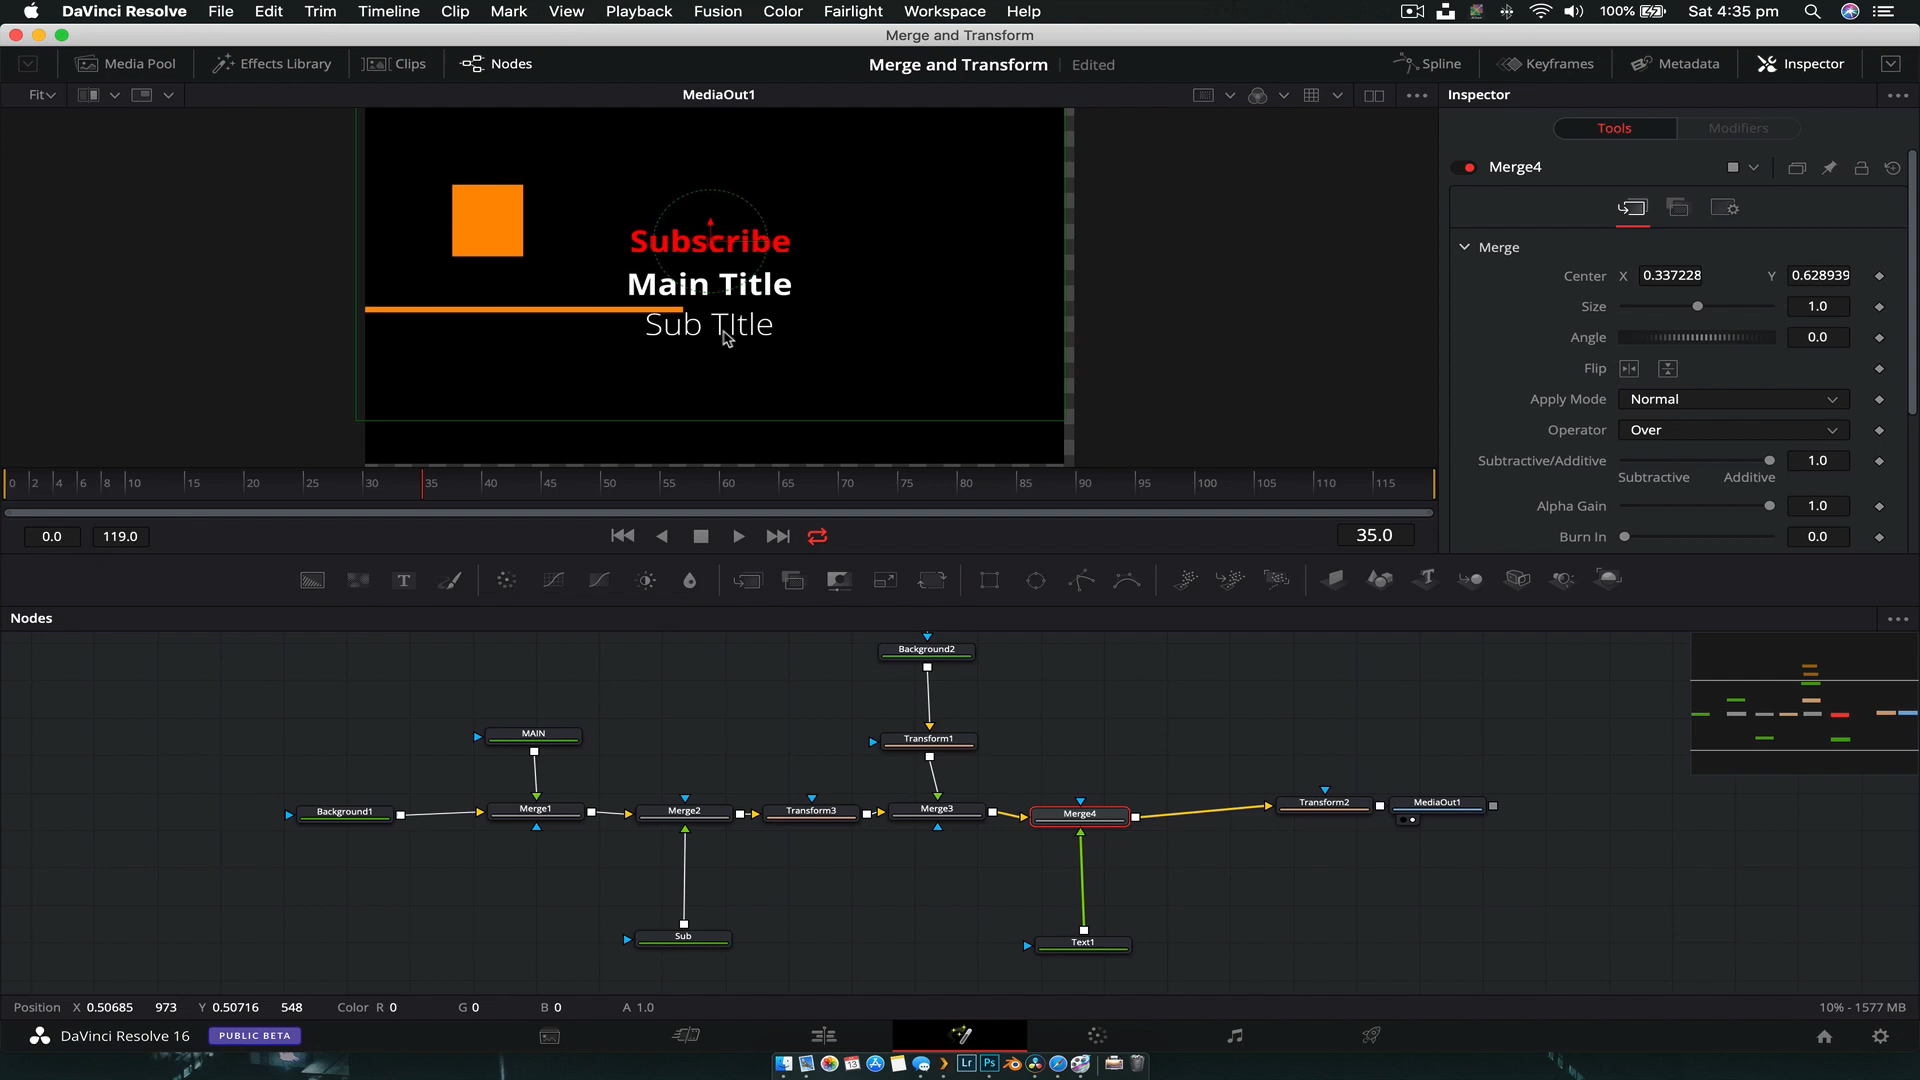 DaVinci Resolve File Edit Trim Timeline Clip Mark View Playback Fusion Color Fairlight Workspace Help 100% Sat 4:35 pm
Merge and Transform
Media Pool Effects Library Clips Nodes Merge and Transform Edited Spline Keyframes Metadata Inspector
Fit MediaOut1 Inspector
Tools Modifiers
Merge4
Subscribe
Main Title
Sub TItle
Merge
Center X 0.337228 Y 0.628939
Size 1.0
Angle 0.0
Flip
Apply Mode Normal
Operator Over
Subtractive/Additive 1.0
Subtractive Additive
Alpha Gain 1.0
Burn In 0.0
0 2 4 6 8 10 15 20 25 30 35 40 45 50 55 60 65 70 75 80 85 90 95 100 105 110 115
0.0 119.0 35.0
Nodes
Background2
MAIN
Transform1
Background1 Merge1 Merge2 Transform3 Merge3 Merge4 Transform2 MediaOut1
Sub
Text1
Position X 0.50685 973 Y 0.50716 548 Color R 0 G 0 B 0 A 1.0 10% - 1577 MB
DaVinci Resolve 16 PUBLIC BETA
Lr Ps